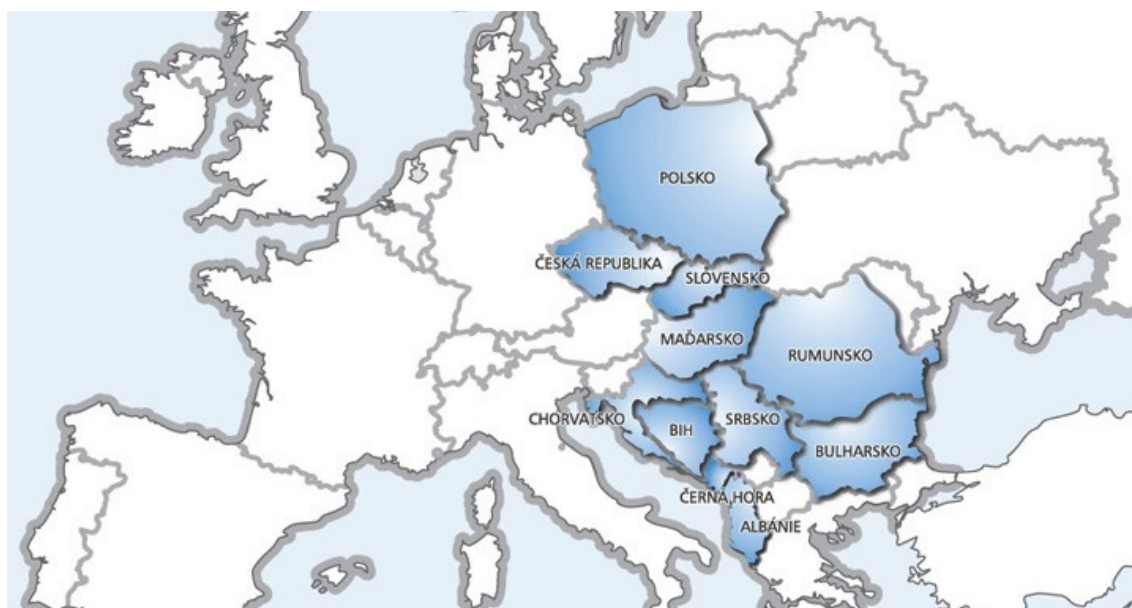 POLSKO
ČESKÁ REPUBLIKA
SLOVENSKO
MAĎARSKO
RUMUNSKO
CHORVATSKO
BIH
SRBSKO
BULHARSKO
ČERNÁ HORA
ALBÁNIE